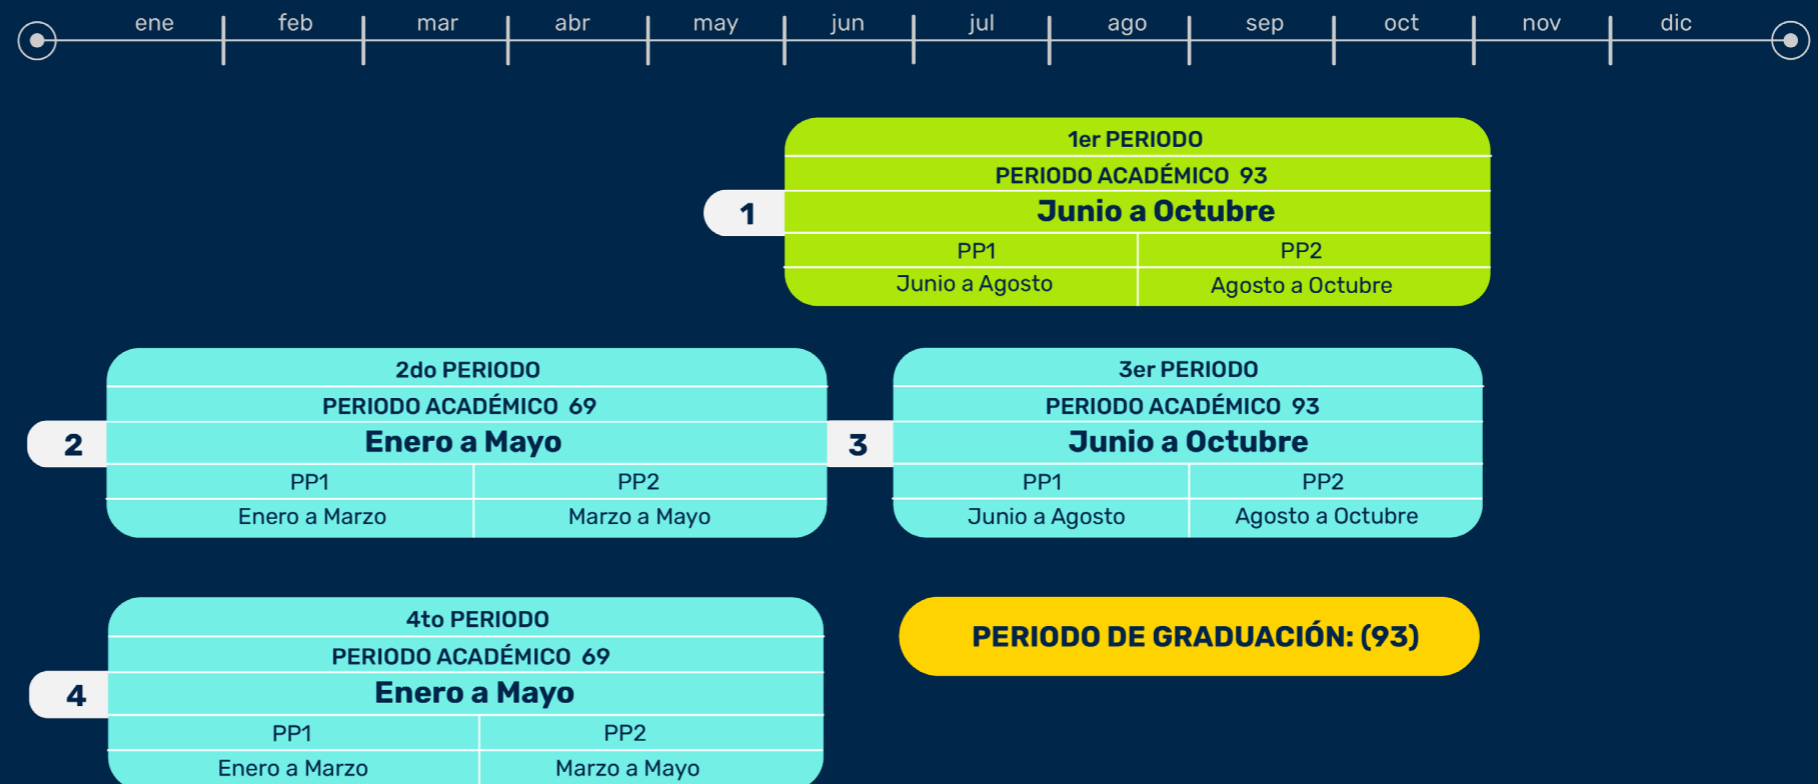 ene feb mar abr may jun jul ago sep oct nov dic
1er PERIODO
PERIODO ACADÉMICO 93
1
Junio a Octubre
PP1 PP2
Junio a Agosto Agosto a Octubre
2do PERIODO
PERIODO ACADÉMICO 69
2
Enero a Mayo
PP1 PP2
Enero a Marzo Marzo a Mayo
3er PERIODO
PERIODO ACADÉMICO 93
3
Junio a Octubre
PP1 PP2
Junio a Agosto Agosto a Octubre
4to PERIODO
PERIODO ACADÉMICO 69
4
Enero a Mayo
PP1 PP2
Enero a Marzo Marzo a Mayo
PERIODO DE GRADUACIÓN: (93)